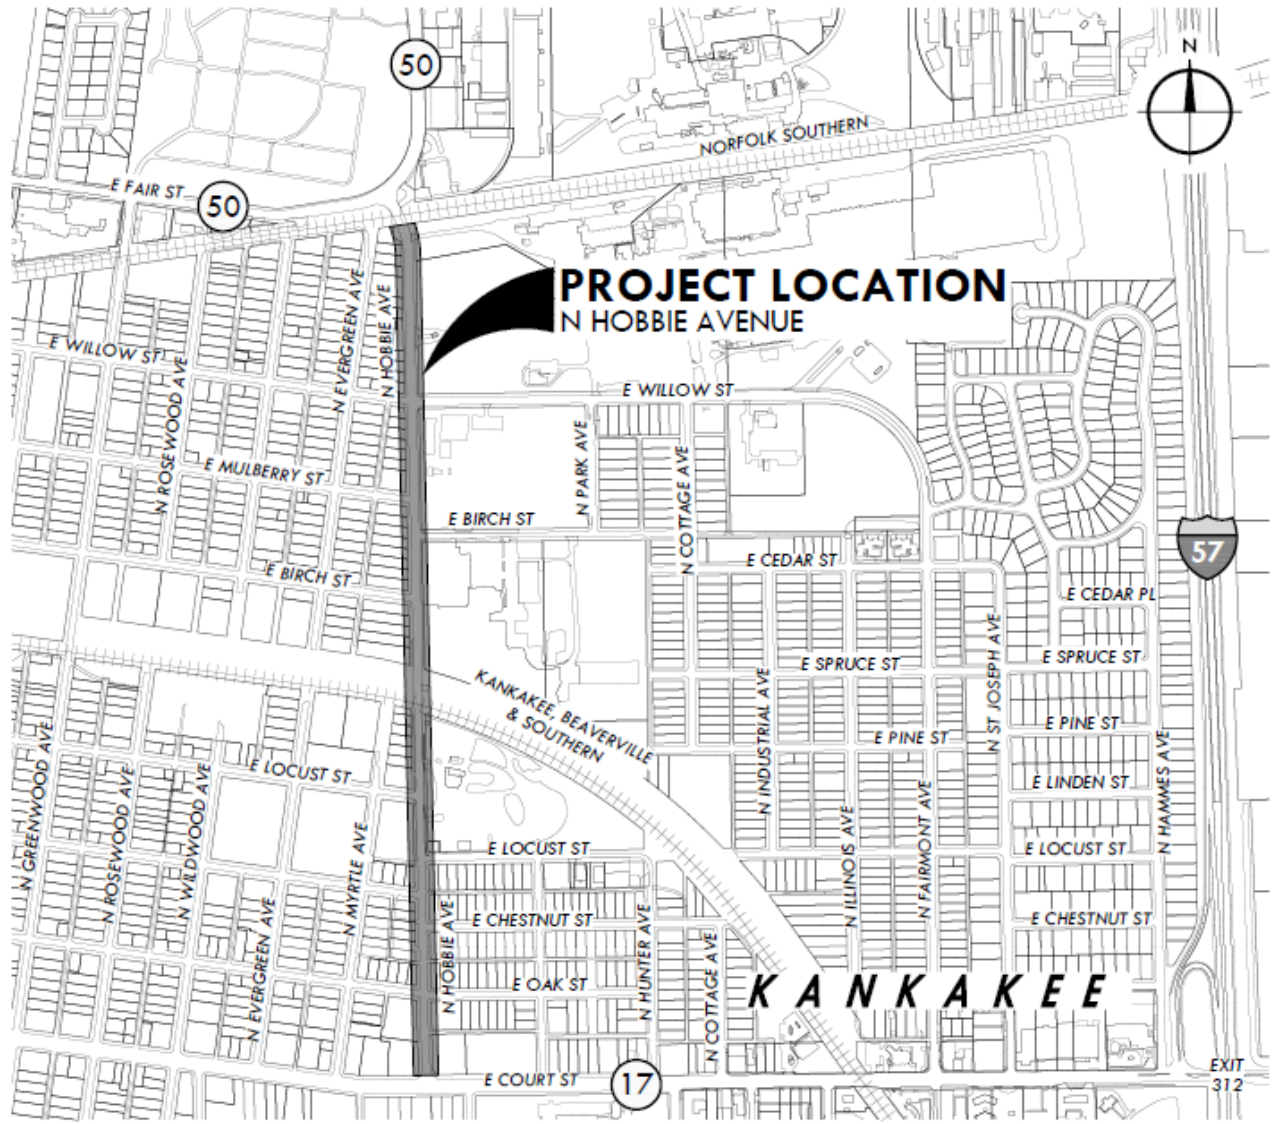 50
N
NORFOLK SOUTHERN
E FAIR ST
50
PROJECT LOCATION
N HOBBIE AVENUE
N EVERGREEN AVE
N HOBBIE AVE
E WILLOW ST
N ROSEWOOD AVE
E WILLOW ST
E MULBERRY ST
N PARK AVE
N COTTAGE AVE
E BIRCH ST
E CEDAR ST
57
E BIRCH ST
E CEDAR PL
N ST JOSEPH AVE
E SPRUCE ST
E SPRUCE ST
KANKAKEE, BEAVERVILLE
& SOUTHERN
N INDUSTRIAL AVE
E PINE ST
E PINE ST
N GREENWOOD AVE
E LOCUST ST
N ROSEWOOD AVE
N WILDWOOD AVE
E LINDEN ST
N HAMMES AVE
N MYRTLE AVE
N ILLINOIS AVE
N FAIRMONT AVE
E LOCUST ST
E LOCUST ST
N EVERGREEN AVE
N HOBBIE AVE
E CHESTNUT ST
N HUNTER AVE
E CHESTNUT ST
N COTTAGE AVE
E OAK ST
KANKAKEE
E COURT ST
17
EXIT
312